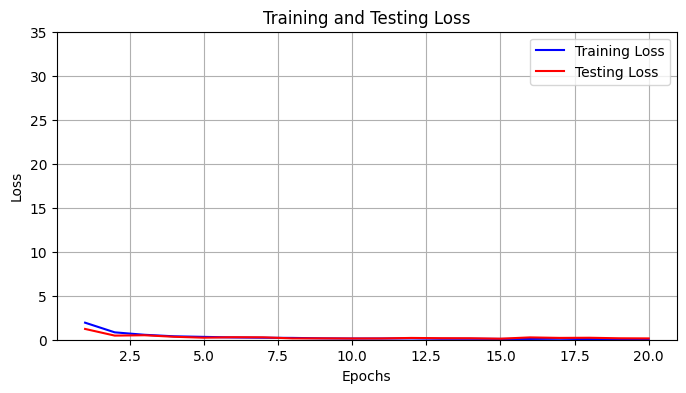 Training and Testing Loss
Training Loss
Testing Loss
35
30
25
20
15
10
5
0
Loss
2.5 5.0 7.5 10.0 12.5 15.0 17.5 20.0
Epochs